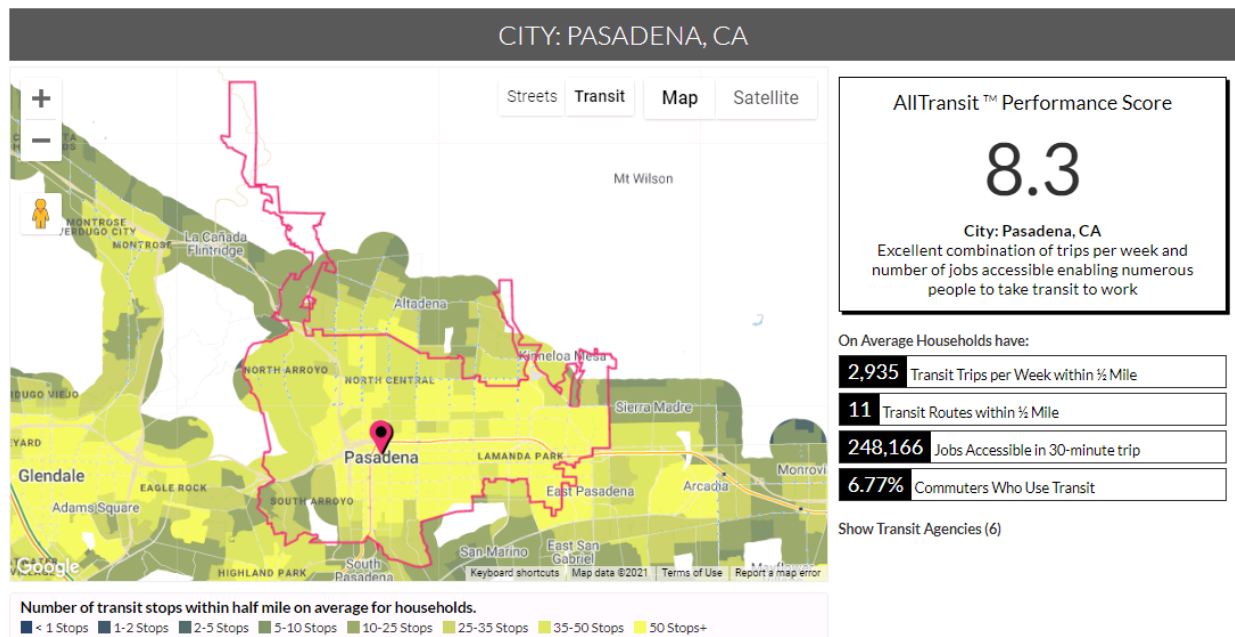 CITY: PASADENA, CA
+
−
Streets Transit Map Satellite
Mt Wilson
MONTROSE
VERDUGO CITY
MONTROSE
La Cañada
Flintridge
Altadena
Kinneloa Mesa
NORTH ARROYO
NORTH CENTRAL
Sierra Madre
Pasadena
LAMANDA PARK
Glendale
EAGLE ROCK
Arcadia
East Pasadena
SOUTH ARROYO
Adams Square
San Marino
East San
Gabriel
South
Pasadena
HIGHLAND PARK
Google
Keyboard shortcuts Map data ©2021 Terms of Use Report a map error
Number of transit stops within half mile on average for households.
< 1 Stops 1-2 Stops 2-5 Stops 5-10 Stops 10-25 Stops 25-35 Stops 35-50 Stops 50 Stops+
AllTransit ™ Performance Score
8.3
City: Pasadena, CA
Excellent combination of trips per week and
number of jobs accessible enabling numerous
people to take transit to work
On Average Households have:
2,935 Transit Trips per Week within ½ Mile
11 Transit Routes within ½ Mile
248,166 Jobs Accessible in 30-minute trip
6.77% Commuters Who Use Transit
Show Transit Agencies (6)